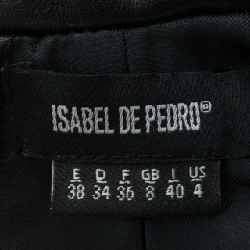 ISABEL DE PEDRO
E D F GB I US
38 34 36 8 40 4